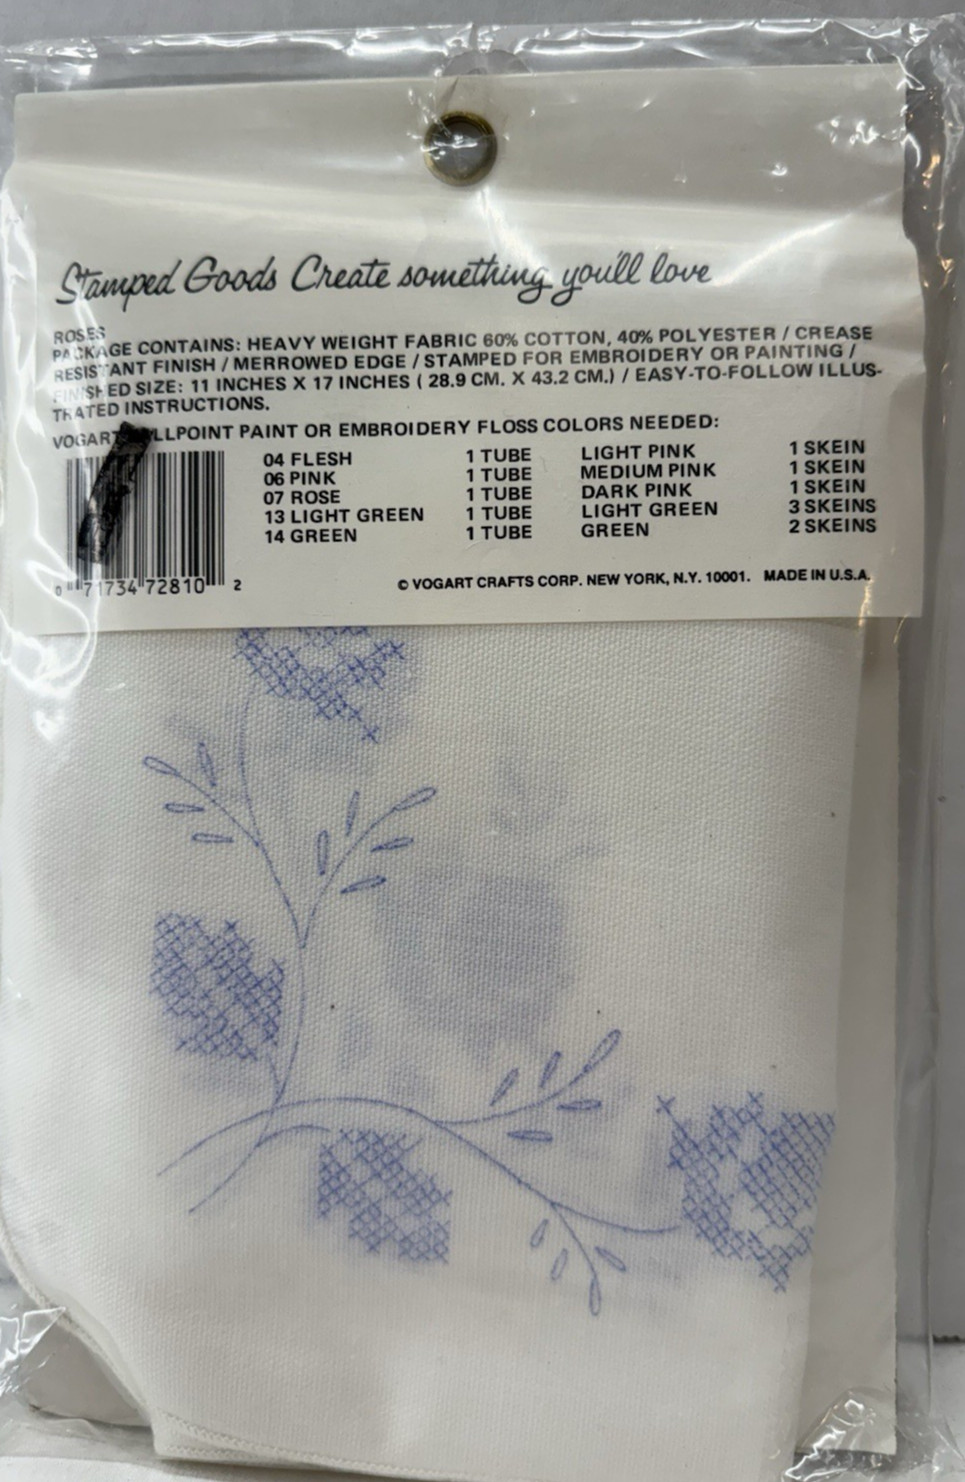 Stamped Goods Create something you'll love
ROSES
PACKAGE CONTAINS: HEAVY WEIGHT FABRIC 60% COTTON, 40% POLYESTER / CREASE
RESISTANT FINISH / MERROWED EDGE / STAMPED FOR EMBROIDERY OR PAINTING /
FINISHED SIZE: 11 INCHES X 17 INCHES ( 28.9 CM. X 43.2 CM.) / EASY-TO-FOLLOW ILLUS-
TRATED INSTRUCTIONS.
VOGART LLPOINT PAINT OR EMBROIDERY FLOSS COLORS NEEDED:
04 FLESH 1 TUBE LIGHT PINK 1 SKEIN
06 PINK 1 TUBE MEDIUM PINK 1 SKEIN
07 ROSE 1 TUBE DARK PINK 1 SKEIN
13 LIGHT GREEN 1 TUBE LIGHT GREEN 3 SKEINS
14 GREEN 1 TUBE GREEN 2 SKEINS
0 71734 72810 2
© VOGART CRAFTS CORP. NEW YORK, N.Y. 10001. MADE IN U.S.A.